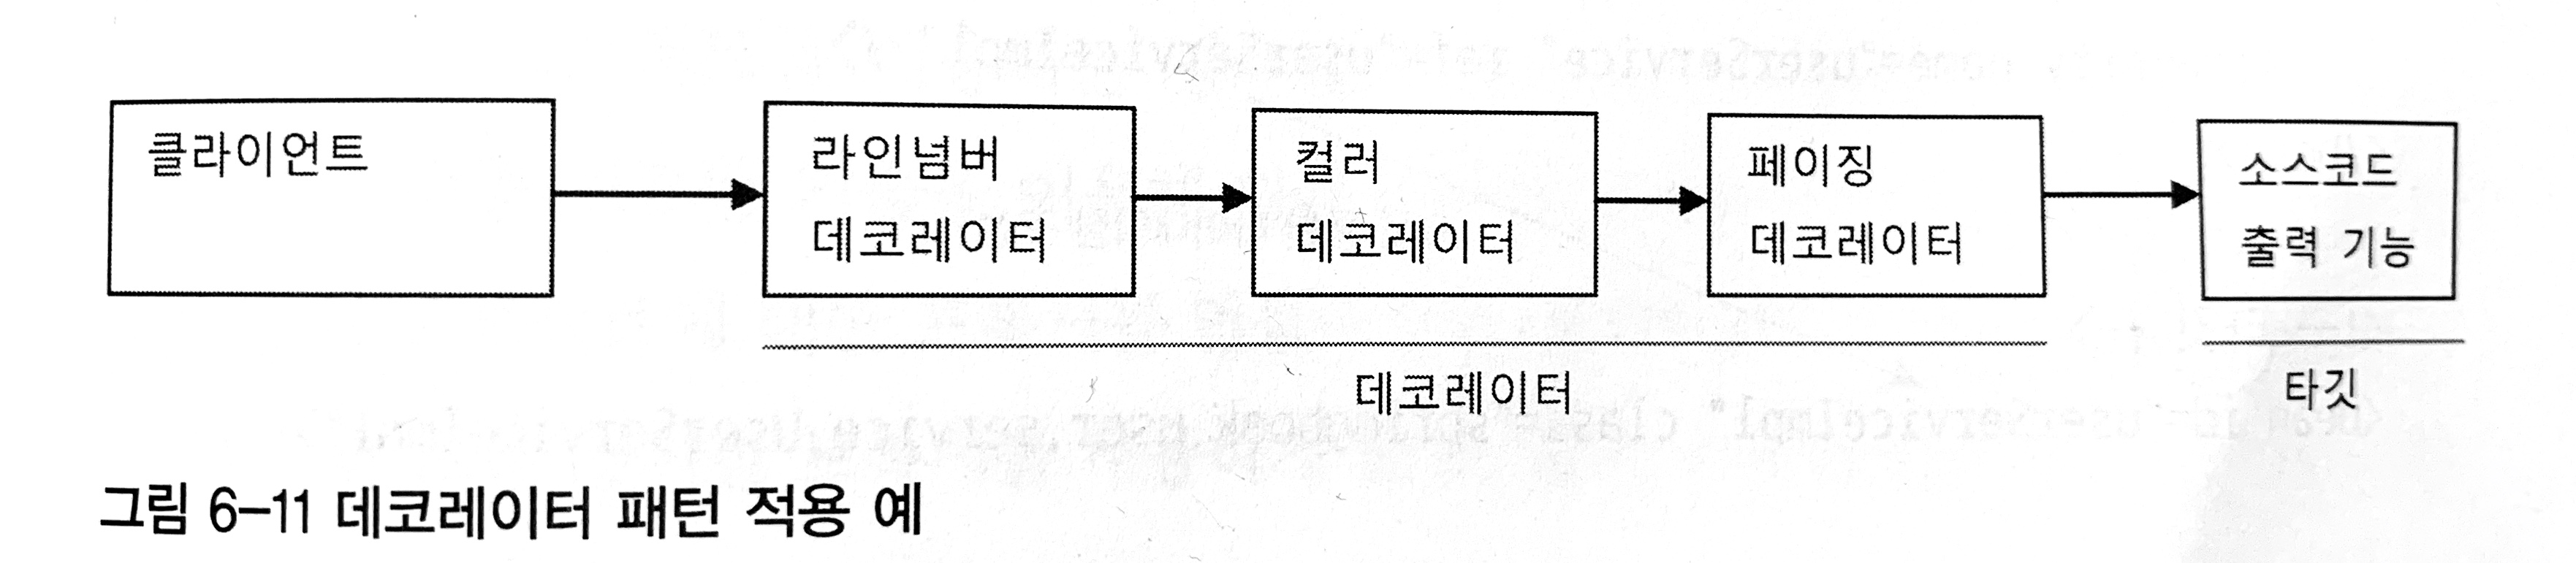 클라이언트
라인넘버
데코레이터
컬러
데코레이터
페이징
데코레이터
소스코드
출력 기능
데코레이터
타깃
그림 6-11 데코레이터 패턴 적용 예